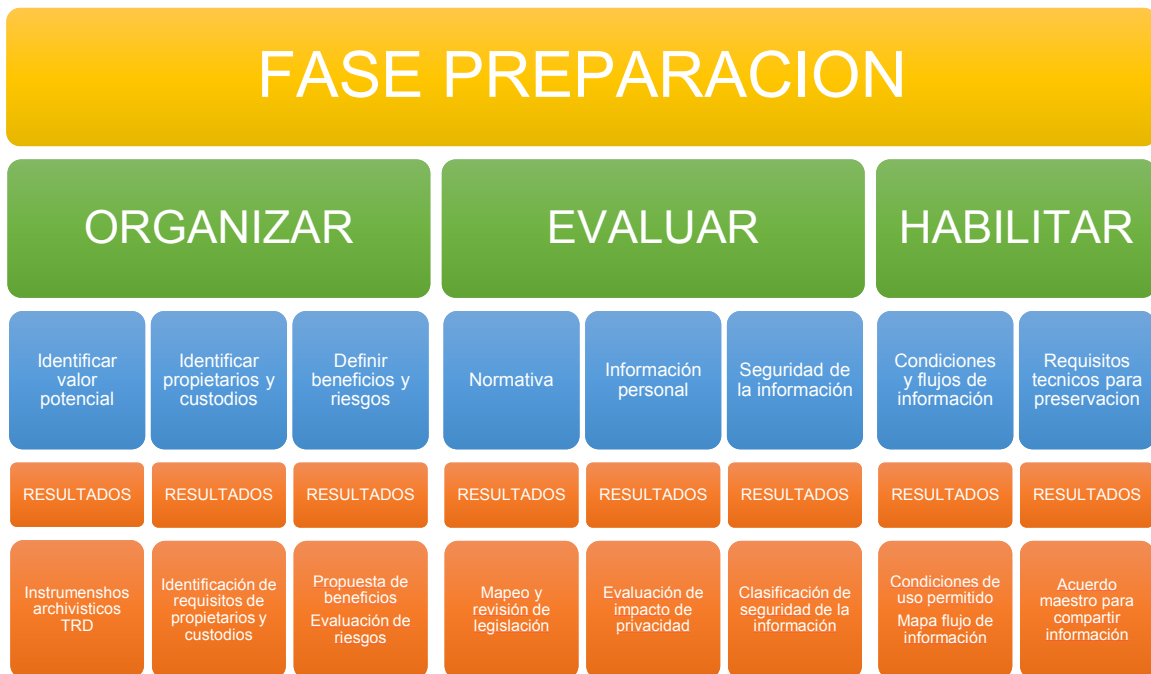 FASE PREPARACION
ORGANIZAR
EVALUAR
HABILITAR
Identificar
valor
potencial
Identificar
propietarios y
custodios
Definir
beneficios y
riesgos
Normativa
Información
personal
Seguridad de
la información
Condiciones
y flujos de
información
Requisitos
tecnicos para
preservacion
RESULTADOS
RESULTADOS
RESULTADOS
RESULTADOS
RESULTADOS
RESULTADOS
RESULTADOS
RESULTADOS
Instrumenshos
archivisticos
TRD
Identificación de
requisitos de
propietarios y
custodios
Propuesta de
beneficios
Evaluación de
riesgos
Mapeo y
revisión de
legislación
Evaluación de
impacto de
privacidad
Clasificación de
seguridad de la
información
Condiciones de
uso permitido
Mapa flujo de
información
Acuerdo
maestro para
compartir
información